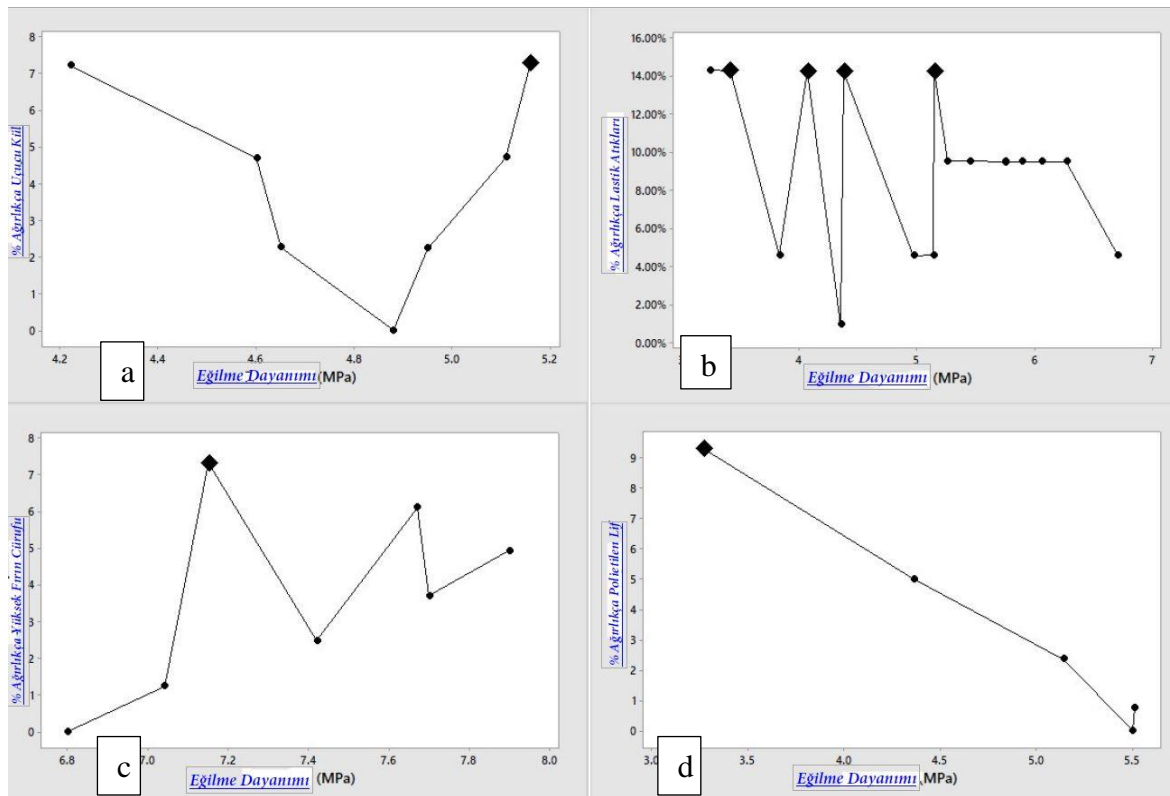 8
7
6
5
4
3
2
1
0
% Ağırlıkça Uçucu Kül
4.2 4.4 4.6 4.8 5.0 5.2
a
Eğilme Dayanımı (MPa)
16.00%
14.00%
12.00%
10.00%
8.00%
6.00%
4.00%
2.00%
0.00%
% Ağırlıkça Lastik Atıkları
3 4 5 6 7
b
Eğilme Dayanımı (MPa)
8
7
6
5
4
3
2
1
0
% Ağırlıkça Yüksek Fırın Cürufu
6.8 7.0 7.2 7.4 7.6 7.8 8.0
c
Eğilme Dayanımı (MPa)
9
8
7
6
5
4
3
2
1
0
% Ağırlıkça Polietilen Lif
3.0 4.0 4.5 5.0 5.5
d
Eğilme Dayanımı (MPa)